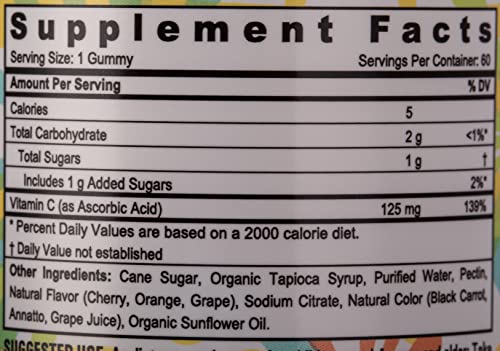 Supplement Facts
Serving Size: 1 Gummy Servings Per Container: 60
Amount Per Serving % DV
Calories 5
Total Carbohydrate 2 g <1%*
Total Sugars 1 g †
Includes 1 g Added Sugars 2%*
Vitamin C (as Ascorbic Acid) 125 mg 139%
* Percent Daily Values are based on a 2000 calorie diet.
† Daily Value not established
Other Ingredients: Cane Sugar, Organic Tapioca Syrup, Purified Water, Pectin,
Natural Flavor (Cherry, Orange, Grape), Sodium Citrate, Natural Color (Black Carrot,
Annatto, Grape Juice), Organic Sunflower Oil.
SUGGESTED USE: